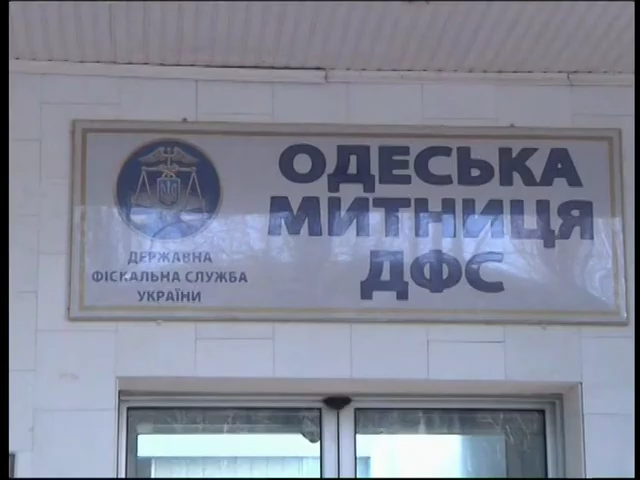 ОДЕСЬКА
МИТНИЦЯ
ДФС
ДЕРЖАВНА
ФІСКАЛЬНА СЛУЖБА
УКРАЇНИ